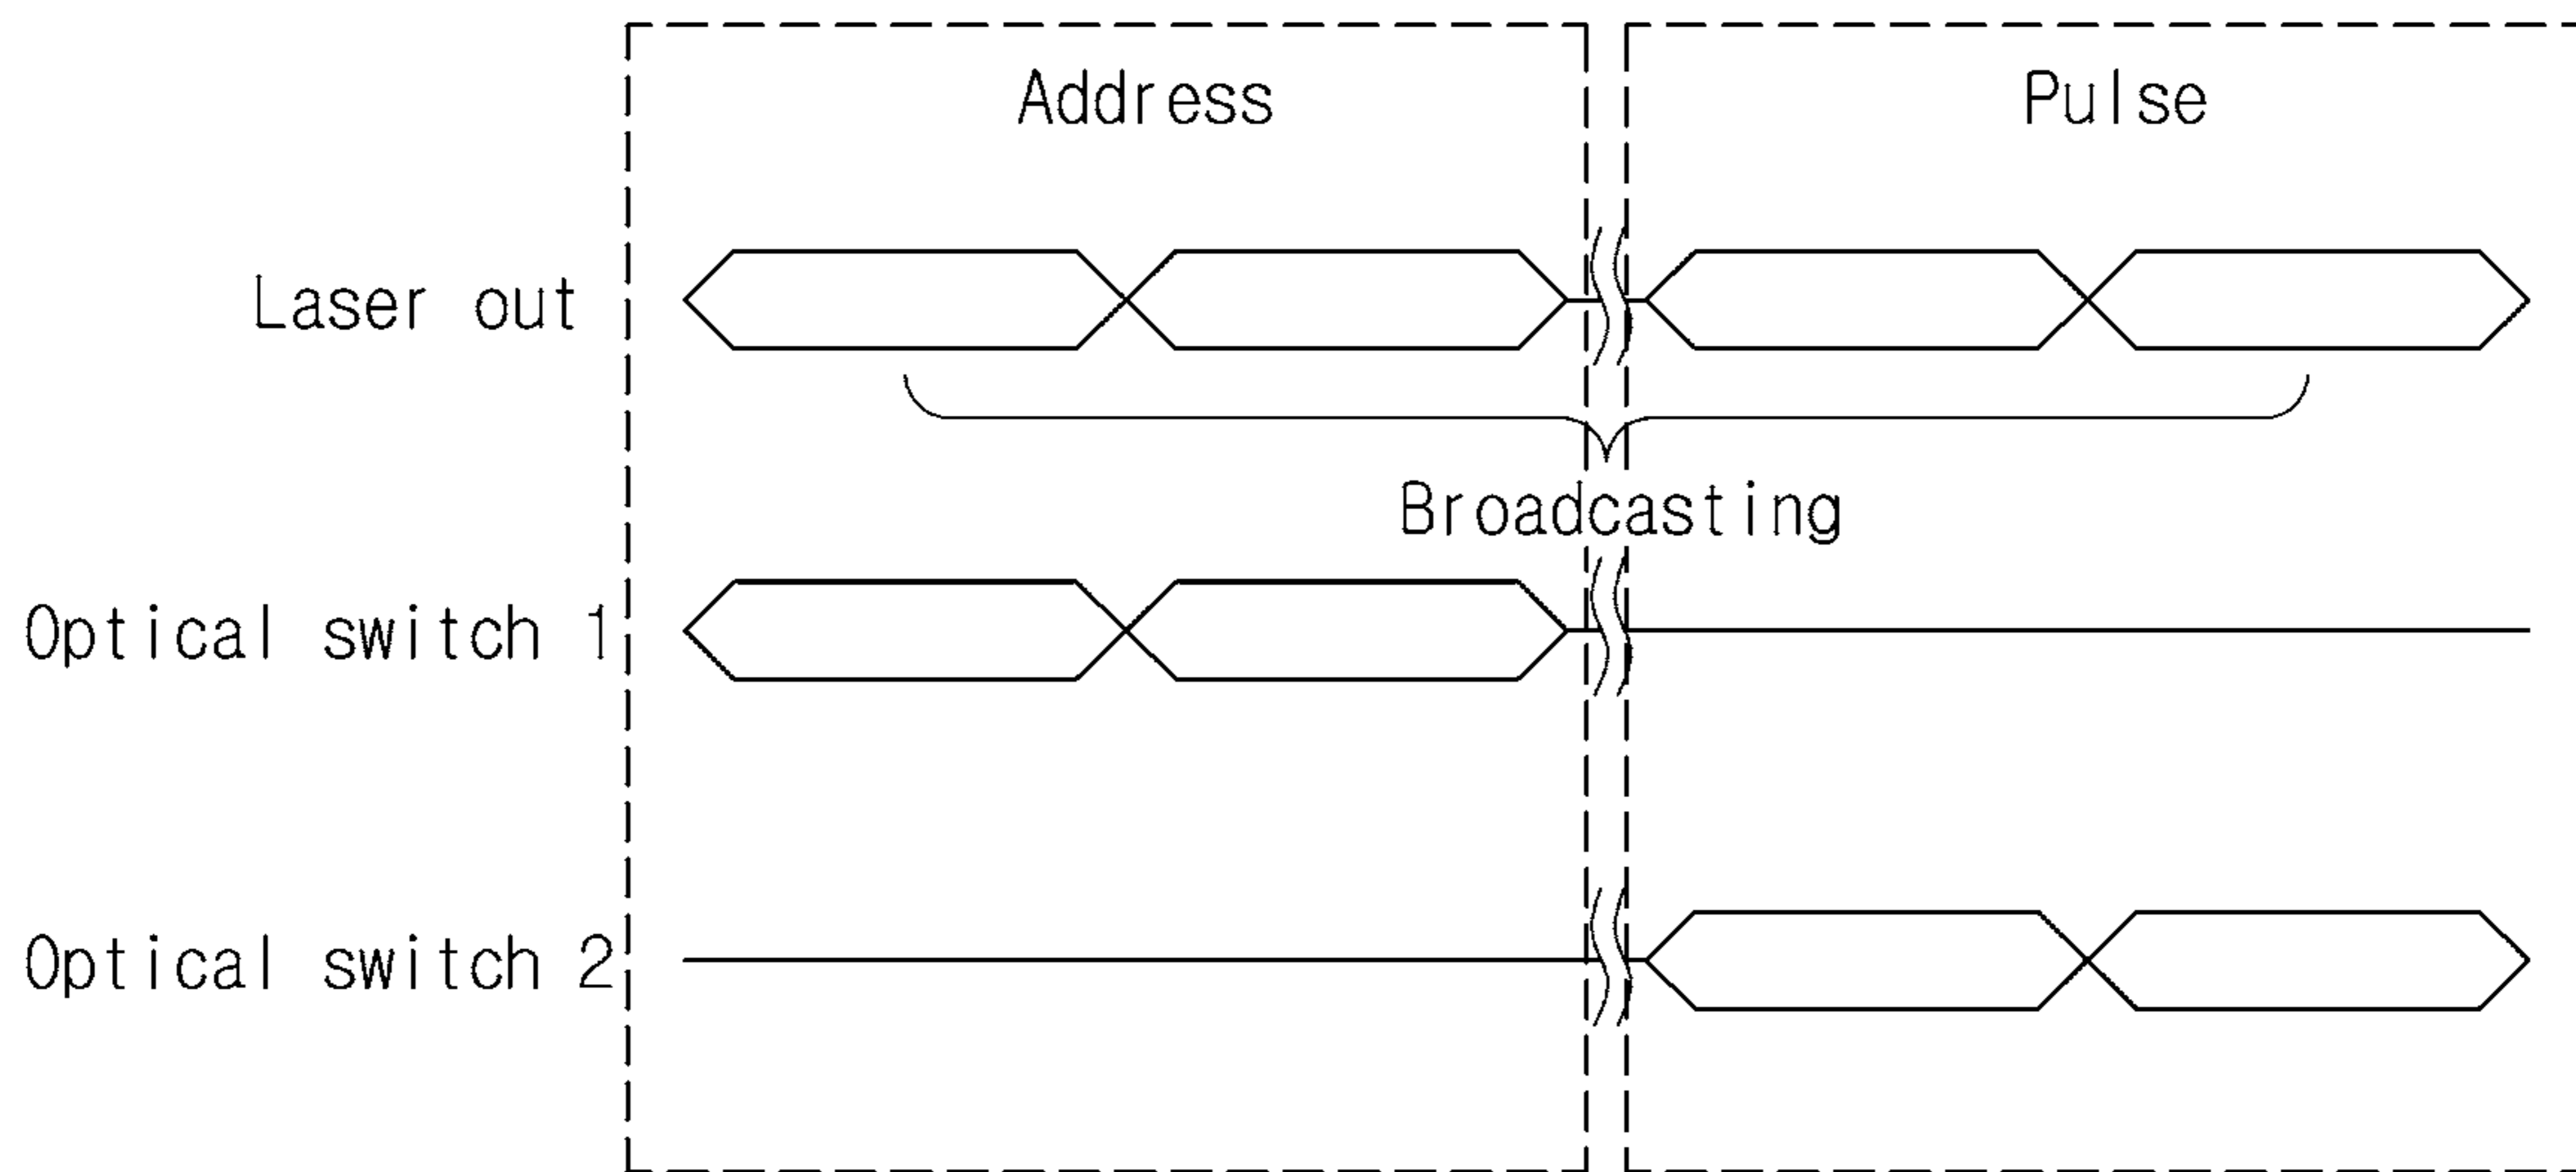 Address Pulse
Laser out
Broadcasting
Optical switch 1
Optical switch 2